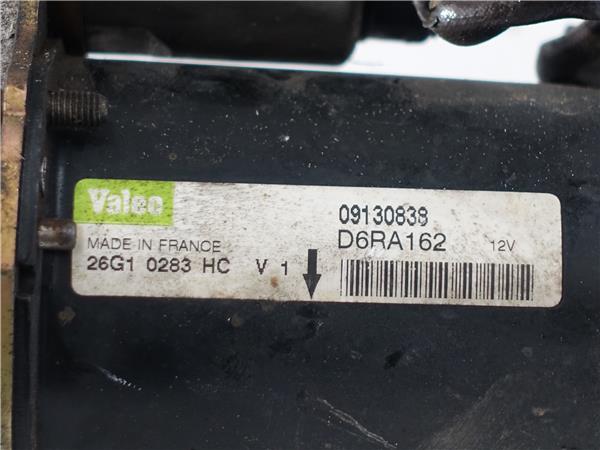 Valeo
09130838
MADE IN FRANCE
D6RA162 12V
26G1 0283 HC V 1